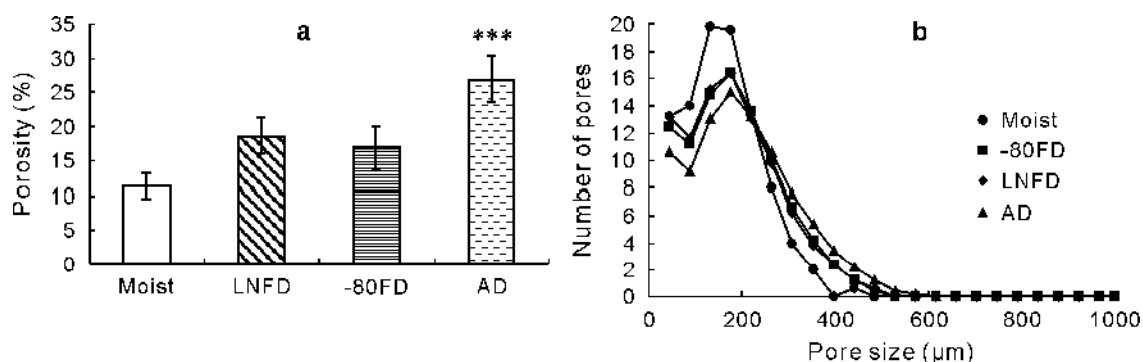 a
***
35
30
25
20
15
10
5
0
Porosity (%)
Moist LNFD -80FD AD
b
20
18
16
14
12
10
8
6
4
2
0
Number of pores
Moist
-80FD
LNFD
AD
0 200 400 600 800 1000
Pore size (μm)